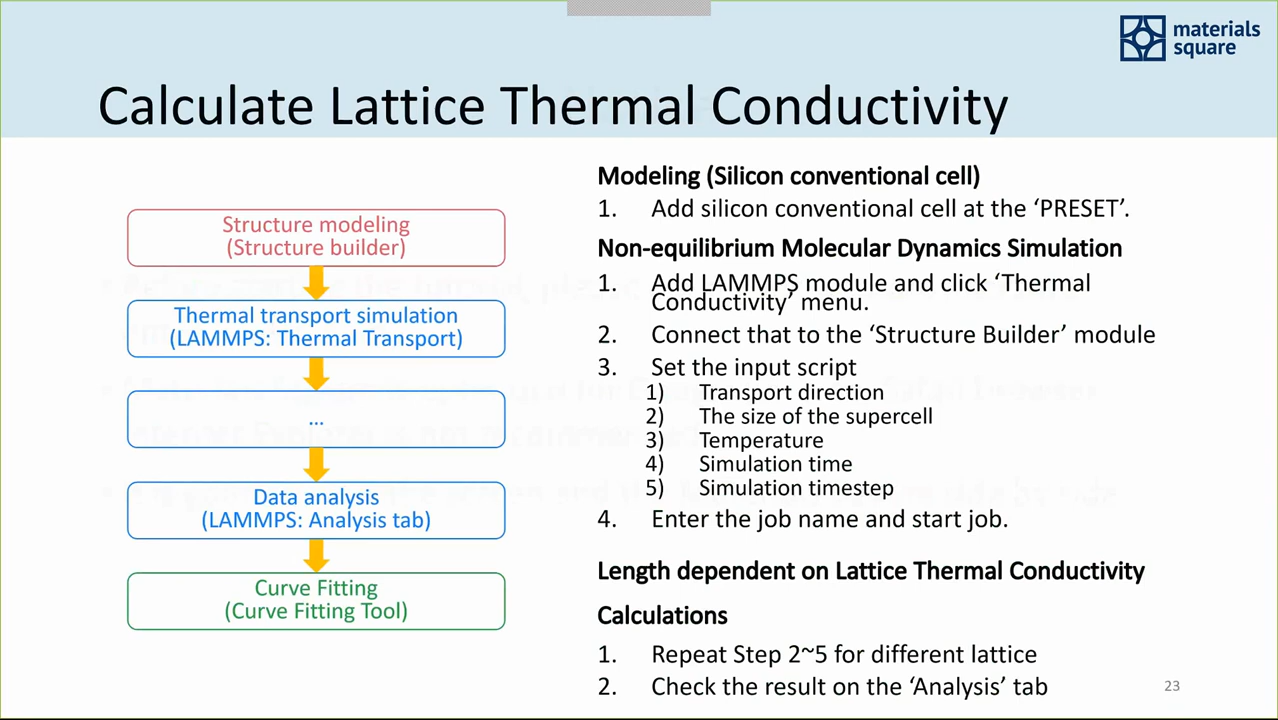 materials
square
Calculate Lattice Thermal Conductivity
Structure modeling
(Structure builder)
Thermal transport simulation
(LAMMPS: Thermal Transport)
...
Data analysis
(LAMMPS: Analysis tab)
Curve Fitting
(Curve Fitting Tool)
Modeling (Silicon conventional cell)
1. Add silicon conventional cell at the ‘PRESET’.
Non-equilibrium Molecular Dynamics Simulation
1. Add LAMMPS module and click ‘Thermal
Conductivity’ menu.
2. Connect that to the ‘Structure Builder’ module
3. Set the input script
1) Transport direction
2) The size of the supercell
3) Temperature
4) Simulation time
5) Simulation timestep
4. Enter the job name and start job.
Length dependent on Lattice Thermal Conductivity
Calculations
1. Repeat Step 2~5 for different lattice
2. Check the result on the ‘Analysis’ tab
23